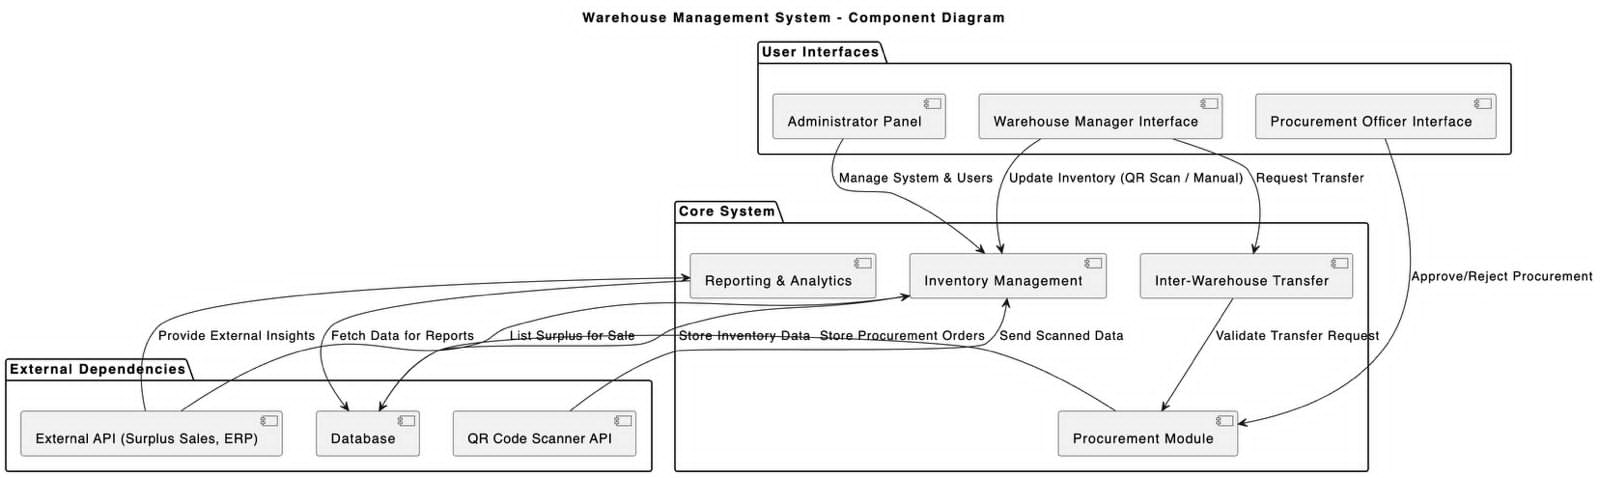 Warehouse Management System - Component Diagram
User Interfaces
Administrator Panel
Warehouse Manager Interface
Procurement Officer Interface
Manage System & Users
Update Inventory (QR Scan / Manual)
Request Transfer
Core System
Reporting & Analytics
Inventory Management
Inter-Warehouse Transfer
Approve/Reject Procurement
Provide External Insights
Fetch Data for Reports
List Surplus for Sale
Store Inventory Data
Store Procurement Orders
Send Scanned Data
Validate Transfer Request
External Dependencies
External API (Surplus Sales, ERP)
Database
QR Code Scanner API
Procurement Module